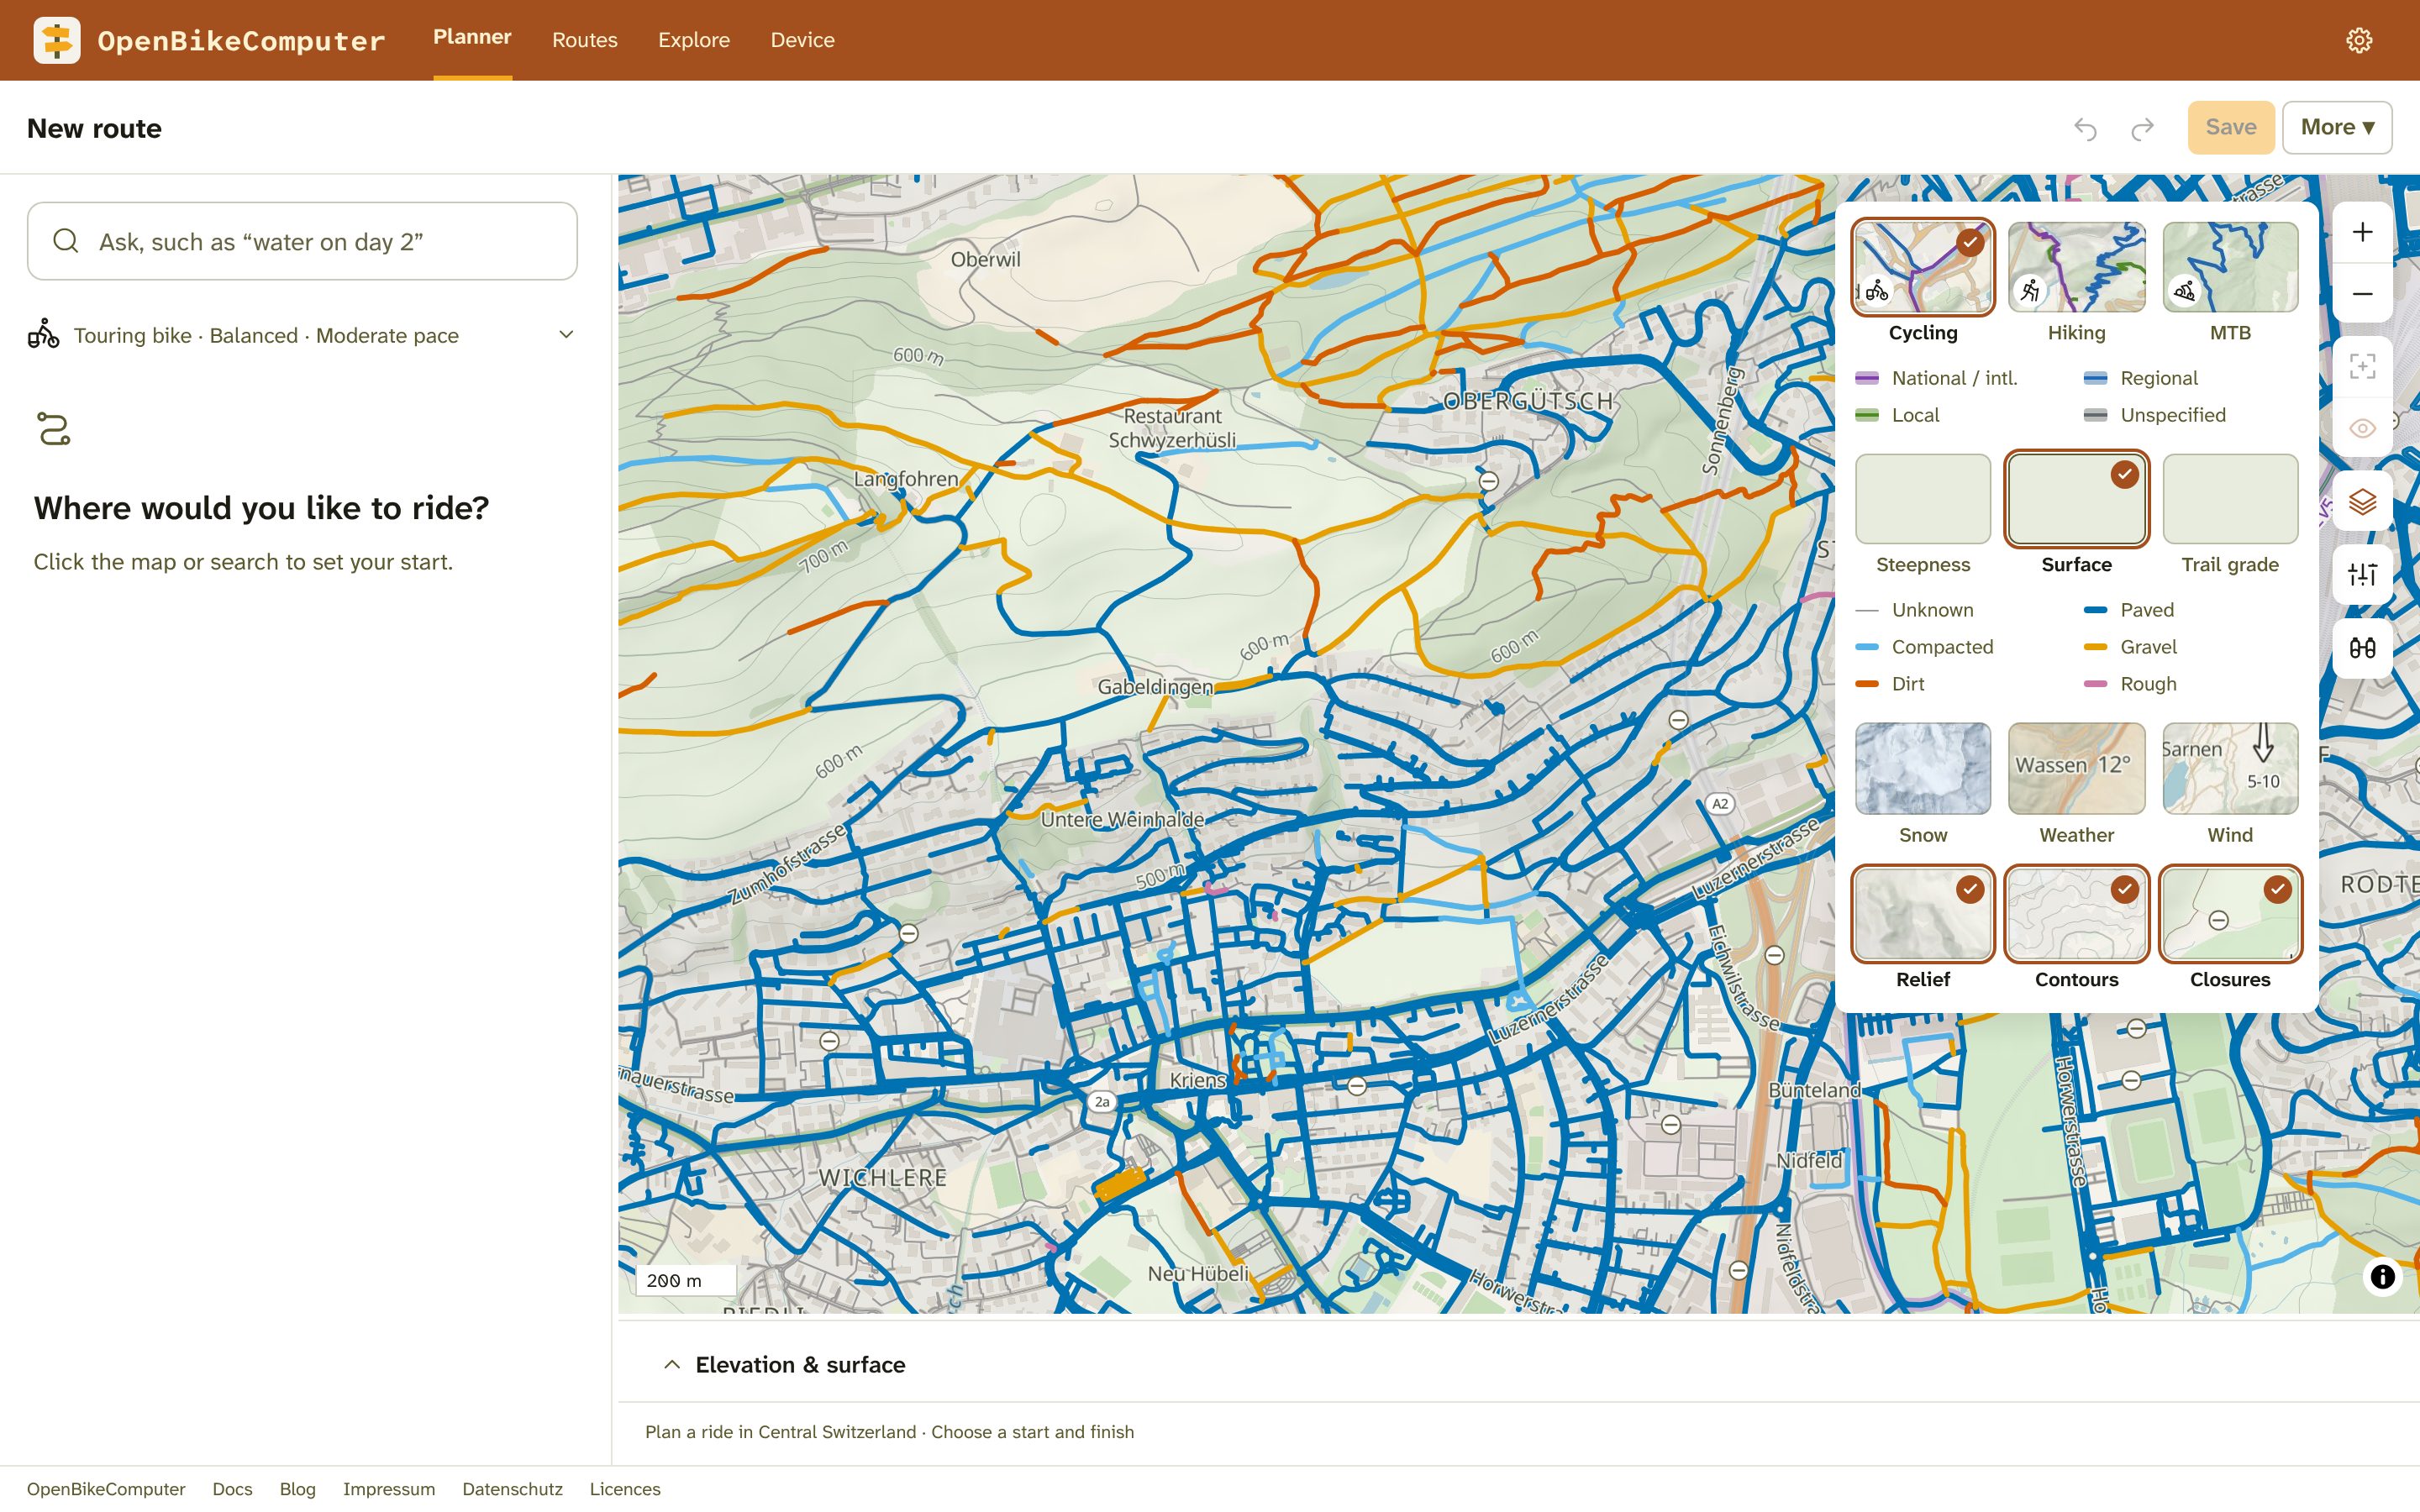 OpenBikeComputer
Planner
Routes
Explore
Device
New route
Save
More ▾
Ask, such as “water on day 2”
Touring bike · Balanced · Moderate pace
Where would you like to ride?
Click the map or search to set your start.
Oberwil
600 m
Restaurant
Schwyzerhüsli
OBERGÜTSCH
Sonnenberg
Langfohren
700 m
600 m
600 m
Gabeldingen
600 m
Untere Weinhalde
A2
Zumhofstrasse
500 m
Luzernerstrasse
Eichwilstrasse
Luzernerstrasse
Kriens
2a
Bünteland
WICHLERE
Nidfeld
Horwerstrasse
Neu Hübeli
RODTE
200 m
Cycling
Hiking
MTB
National / intl.
Regional
Local
Unspecified
Steepness
Surface
Trail grade
Unknown
Paved
Compacted
Gravel
Dirt
Rough
Sarnen
Wassen 12°
5-10
Snow
Weather
Wind
Relief
Contours
Closures
Elevation & surface
Plan a ride in Central Switzerland · Choose a start and finish
OpenBikeComputer
Docs
Blog
Impressum
Datenschutz
Licences